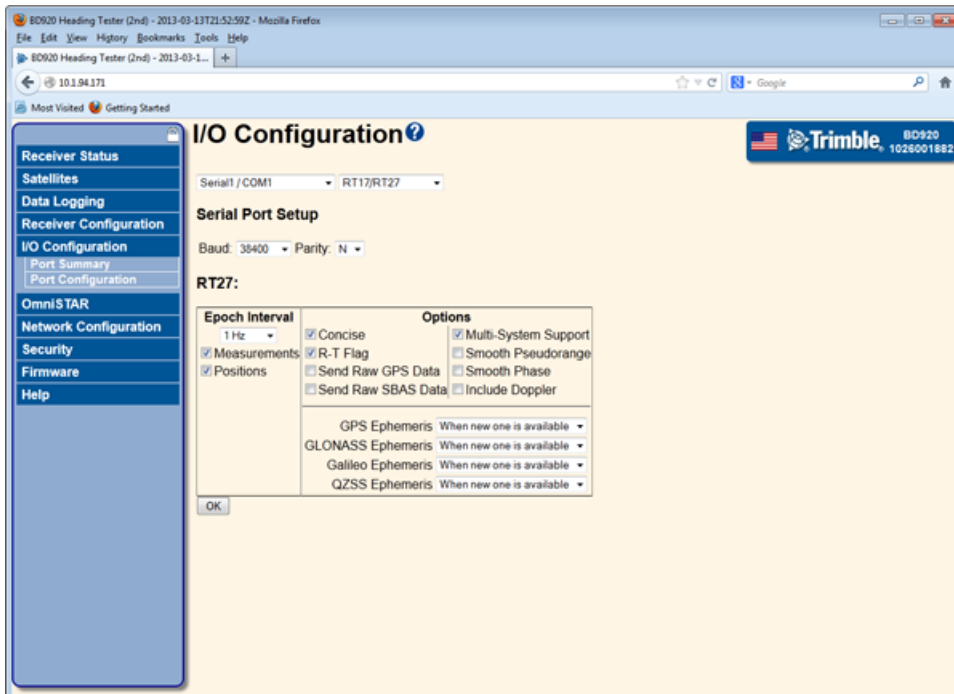 BD920 Heading Tester (2nd) - 2013-03-13T21:52:59Z - Mozilla Firefox
File Edit View History Bookmarks Tools Help
BD920 Heading Tester (2nd) - 2013-03-1... +
10.1.94.171
Google
Most Visited Getting Started
I/O Configuration ?
Trimble. BD920
1026001882
Receiver Status
Satellites
Data Logging
Receiver Configuration
I/O Configuration
Port Summary
Port Configuration
OmniSTAR
Network Configuration
Security
Firmware
Help
Serial1 / COM1 RT17/RT27
Serial Port Setup
Baud: 38400 Parity: N
RT27:
Epoch Interval Options
1 Hz Concise Multi-System Support
Measurements R-T Flag Smooth Pseudorange
Positions Send Raw GPS Data Smooth Phase
Send Raw SBAS Data Include Doppler
GPS Ephemeris When new one is available
GLONASS Ephemeris When new one is available
Galileo Ephemeris When new one is available
QZSS Ephemeris When new one is available
OK